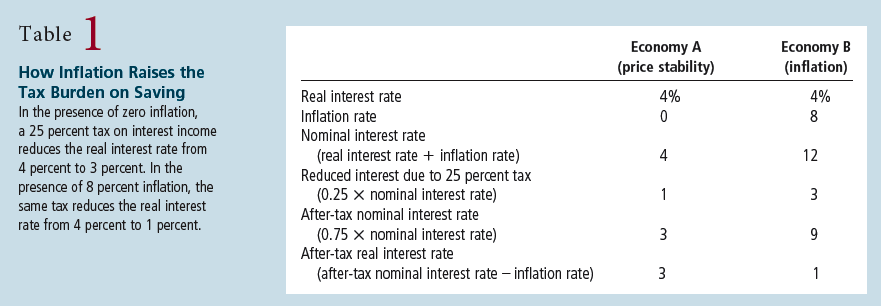 Table 1
How Inflation Raises the
Tax Burden on Saving
In the presence of zero inflation,
a 25 percent tax on interest income
reduces the real interest rate from
4 percent to 3 percent. In the
presence of 8 percent inflation, the
same tax reduces the real interest
rate from 4 percent to 1 percent.
Economy A Economy B
(price stability) (inflation)
Real interest rate 4% 4%
Inflation rate 0 8
Nominal interest rate
(real interest rate + inflation rate) 4 12
Reduced interest due to 25 percent tax
(0.25 × nominal interest rate) 1 3
After-tax nominal interest rate
(0.75 × nominal interest rate) 3 9
After-tax real interest rate
(after-tax nominal interest rate – inflation rate) 3 1